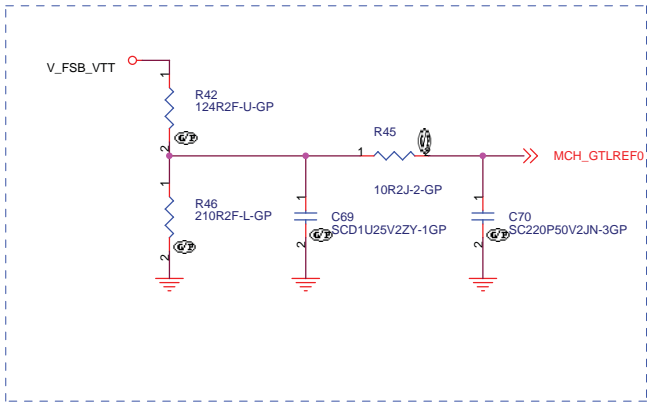 V_FSB_VTT
1
R42
124R2F-U-GP
2
G/P
R45
1
2
G/P
MCH_GTLREF0
10R2J-2-GP
1
R46
210R2F-L-GP
2
G/P
1
C69
SCD1U25V2ZY-1GP
2
G/P
1
C70
SC220P50V2JN-3GP
2
G/P